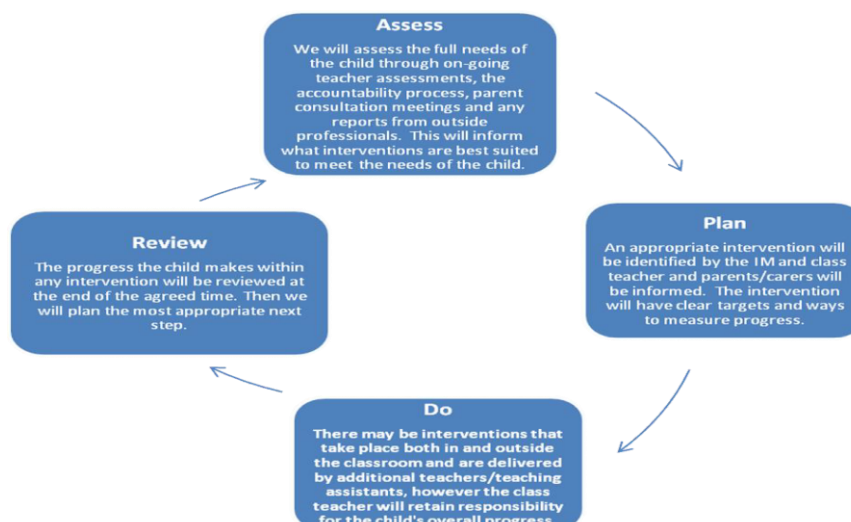 Assess
We will assess the full needs of
the child through on-going
teacher assessments, the
accountability process, parent
consultation meetings and any
reports from outside
professionals. This will inform
what interventions are best suited
to meet the needs of the child.
Plan
An appropriate intervention will
be identified by the IM and class
teacher and parents/carers will
be informed. The intervention
will have clear targets and ways
to measure progress.
Do
There may be interventions that
take place both in and outside
the classroom and are delivered
by additional teachers/teaching
assistants, however the class
teacher will retain responsibility
for the child's overall progress
Review
The progress the child makes within
any intervention will be reviewed at
the end of the agreed time. Then we
will plan the most appropriate next
step.